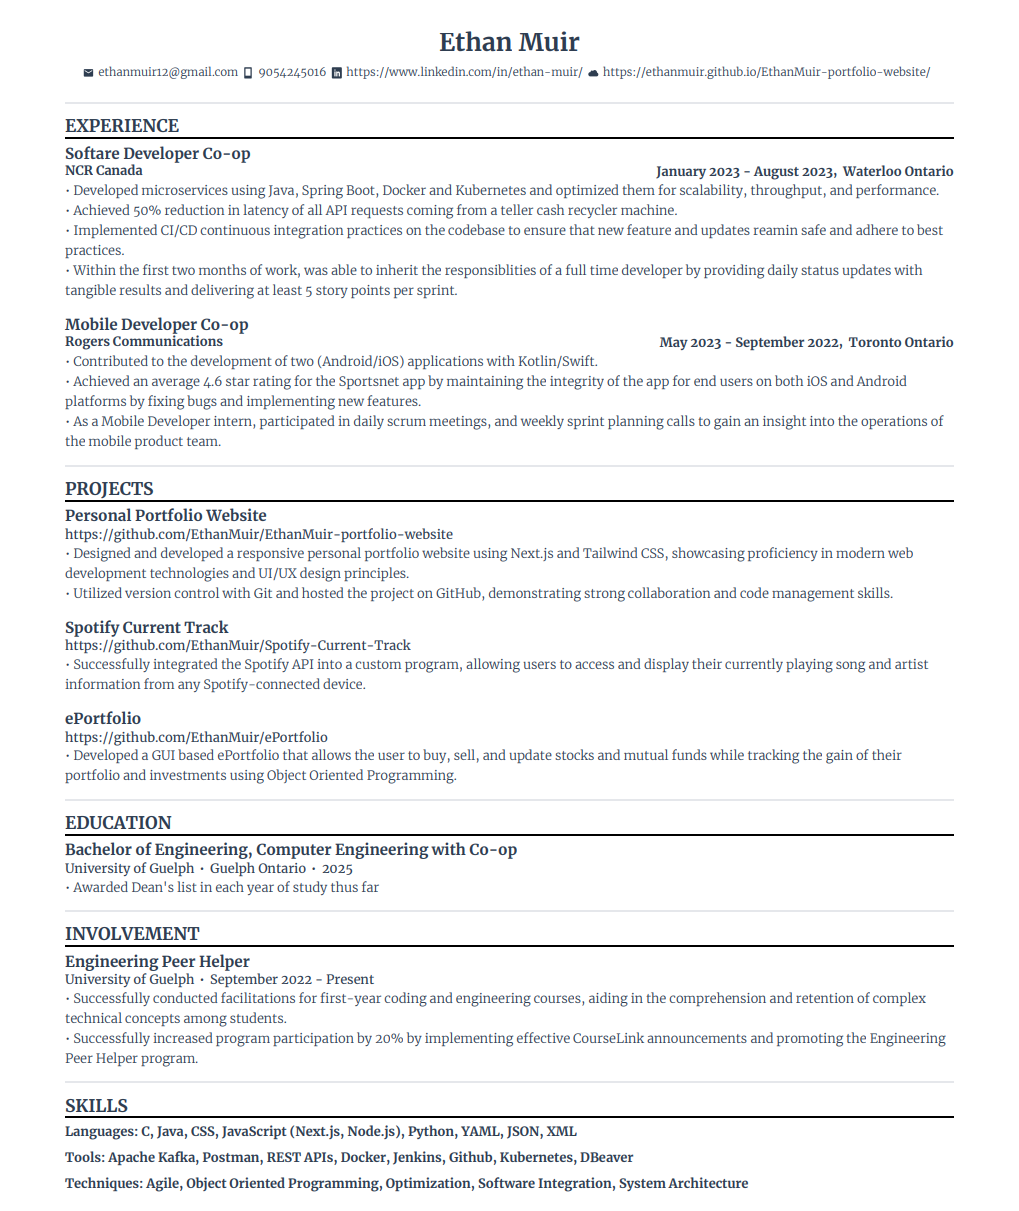 Ethan Muir
ethanmuir12@gmail.com 9054245016 https://www.linkedin.com/in/ethan-muir/ https://ethanmuir.github.io/EthanMuir-portfolio-website/
EXPERIENCE
Softare Developer Co-op
NCR Canada January 2023 - August 2023, Waterloo Ontario
• Developed microservices using Java, Spring Boot, Docker and Kubernetes and optimized them for scalability, throughput, and performance.
• Achieved 50% reduction in latency of all API requests coming from a teller cash recycler machine.
• Implemented CI/CD continuous integration practices on the codebase to ensure that new feature and updates reamin safe and adhere to best
practices.
• Within the first two months of work, was able to inherit the responsiblities of a full time developer by providing daily status updates with
tangible results and delivering at least 5 story points per sprint.
Mobile Developer Co-op
Rogers Communications May 2023 - September 2022, Toronto Ontario
• Contributed to the development of two (Android/iOS) applications with Kotlin/Swift.
• Achieved an average 4.6 star rating for the Sportsnet app by maintaining the integrity of the app for end users on both iOS and Android
platforms by fixing bugs and implementing new features.
• As a Mobile Developer intern, participated in daily scrum meetings, and weekly sprint planning calls to gain an insight into the operations of
the mobile product team.
PROJECTS
Personal Portfolio Website
https://github.com/EthanMuir/EthanMuir-portfolio-website
• Designed and developed a responsive personal portfolio website using Next.js and Tailwind CSS, showcasing proficiency in modern web
development technologies and UI/UX design principles.
• Utilized version control with Git and hosted the project on GitHub, demonstrating strong collaboration and code management skills.
Spotify Current Track
https://github.com/EthanMuir/Spotify-Current-Track
• Successfully integrated the Spotify API into a custom program, allowing users to access and display their currently playing song and artist
information from any Spotify-connected device.
ePortfolio
https://github.com/EthanMuir/ePortfolio
• Developed a GUI based ePortfolio that allows the user to buy, sell, and update stocks and mutual funds while tracking the gain of their
portfolio and investments using Object Oriented Programming.
EDUCATION
Bachelor of Engineering, Computer Engineering with Co-op
University of Guelph • Guelph Ontario • 2025
• Awarded Dean's list in each year of study thus far
INVOLVEMENT
Engineering Peer Helper
University of Guelph • September 2022 - Present
• Successfully conducted facilitations for first-year coding and engineering courses, aiding in the comprehension and retention of complex
technical concepts among students.
• Successfully increased program participation by 20% by implementing effective CourseLink announcements and promoting the Engineering
Peer Helper program.
SKILLS
Languages: C, Java, CSS, JavaScript (Next.js, Node.js), Python, YAML, JSON, XML
Tools: Apache Kafka, Postman, REST APIs, Docker, Jenkins, Github, Kubernetes, DBeaver
Techniques: Agile, Object Oriented Programming, Optimization, Software Integration, System Architecture